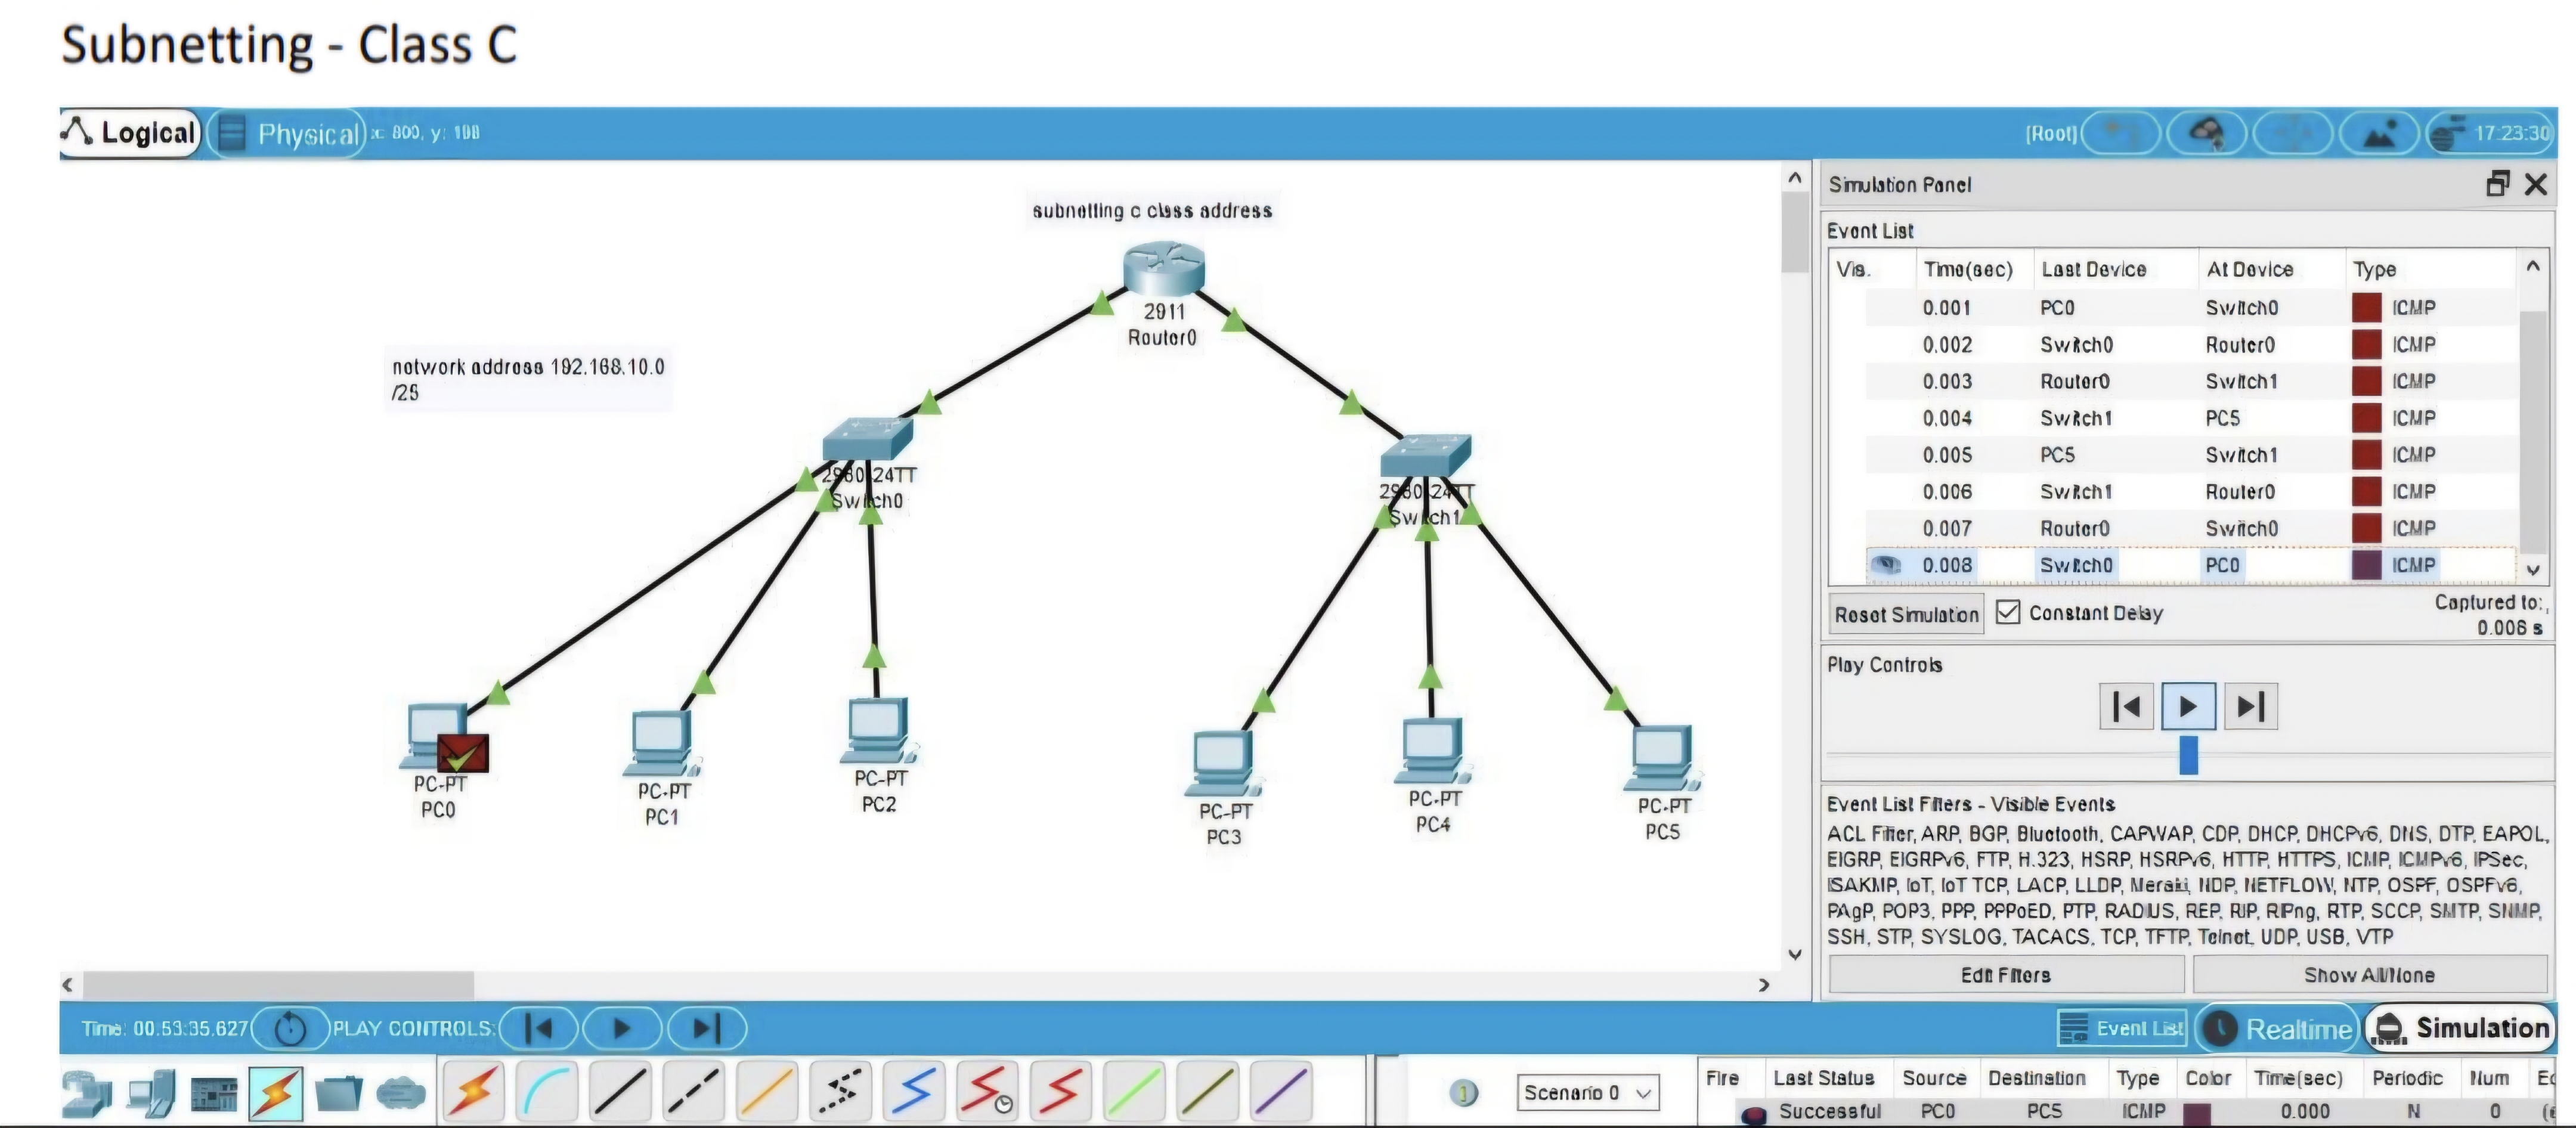 Subnetting - Class C
Logical Physical x: 800, y: 198
[Root] 17:23:30
subnetting c class address
2911
Router0
network address 192.168.10.0
/25
2960-24TT
Switch0
2960-24TT
Switch1
PC-PT
PC0
PC-PT
PC1
PC-PT
PC2
PC-PT
PC3
PC-PT
PC4
PC-PT
PC5
Simulation Panel
Event List
Vis. Time(sec) Last Device At Device Type
0.001 PC0 Switch0 ICMP
0.002 Switch0 Router0 ICMP
0.003 Router0 Switch1 ICMP
0.004 Switch1 PC5 ICMP
0.005 PC5 Switch1 ICMP
0.006 Switch1 Router0 ICMP
0.007 Router0 Switch0 ICMP
0.008 Switch0 PC0 ICMP
Reset Simulation Constant Delay Captured to:
0.008 s
Play Controls
Event List Filters - Visible Events
ACL Filter, ARP, BGP, Bluetooth, CAPWAP, CDP, DHCP, DHCPv6, DNS, DTP, EAPOL,
EIGRP, EIGRPv6, FTP, H.323, HSRP, HSRPv6, HTTP, HTTPS, ICMP, ICMPv6, IPSec,
ISAKMP, IoT, IoT TCP, LACP, LLDP, Meraki, NDP, NETFLOW, NTP, OSPF, OSPFv6,
PAgP, POP3, PPP, PPPoED, PTP, RADIUS, REP, RIP, RIPng, RTP, SCCP, SMTP, SNMP,
SSH, STP, SYSLOG, TACACS, TCP, TFTP, Telnet, UDP, USB, VTP
Edit Filters Show All/None
Time: 00:53:35.627 PLAY CONTROLS:
Event List Realtime Simulation
Scenario 0
Fire Last Status Source Destination Type Color Time(sec) Periodic Num
Successful PC0 PC5 ICMP 0.000 N 0